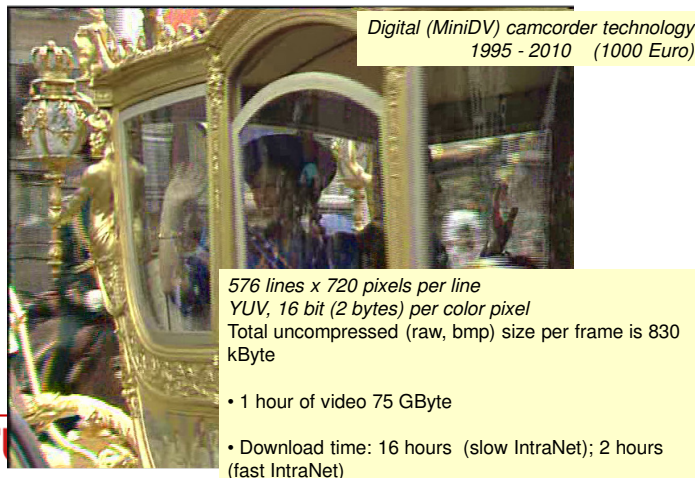 Digital (MiniDV) camcorder technology
1995 - 2010 (1000 Euro)
576 lines x 720 pixels per line
YUV, 16 bit (2 bytes) per color pixel
Total uncompressed (raw, bmp) size per frame is 830
kByte
• 1 hour of video 75 GByte
• Download time: 16 hours (slow IntraNet); 2 hours
(fast IntraNet)